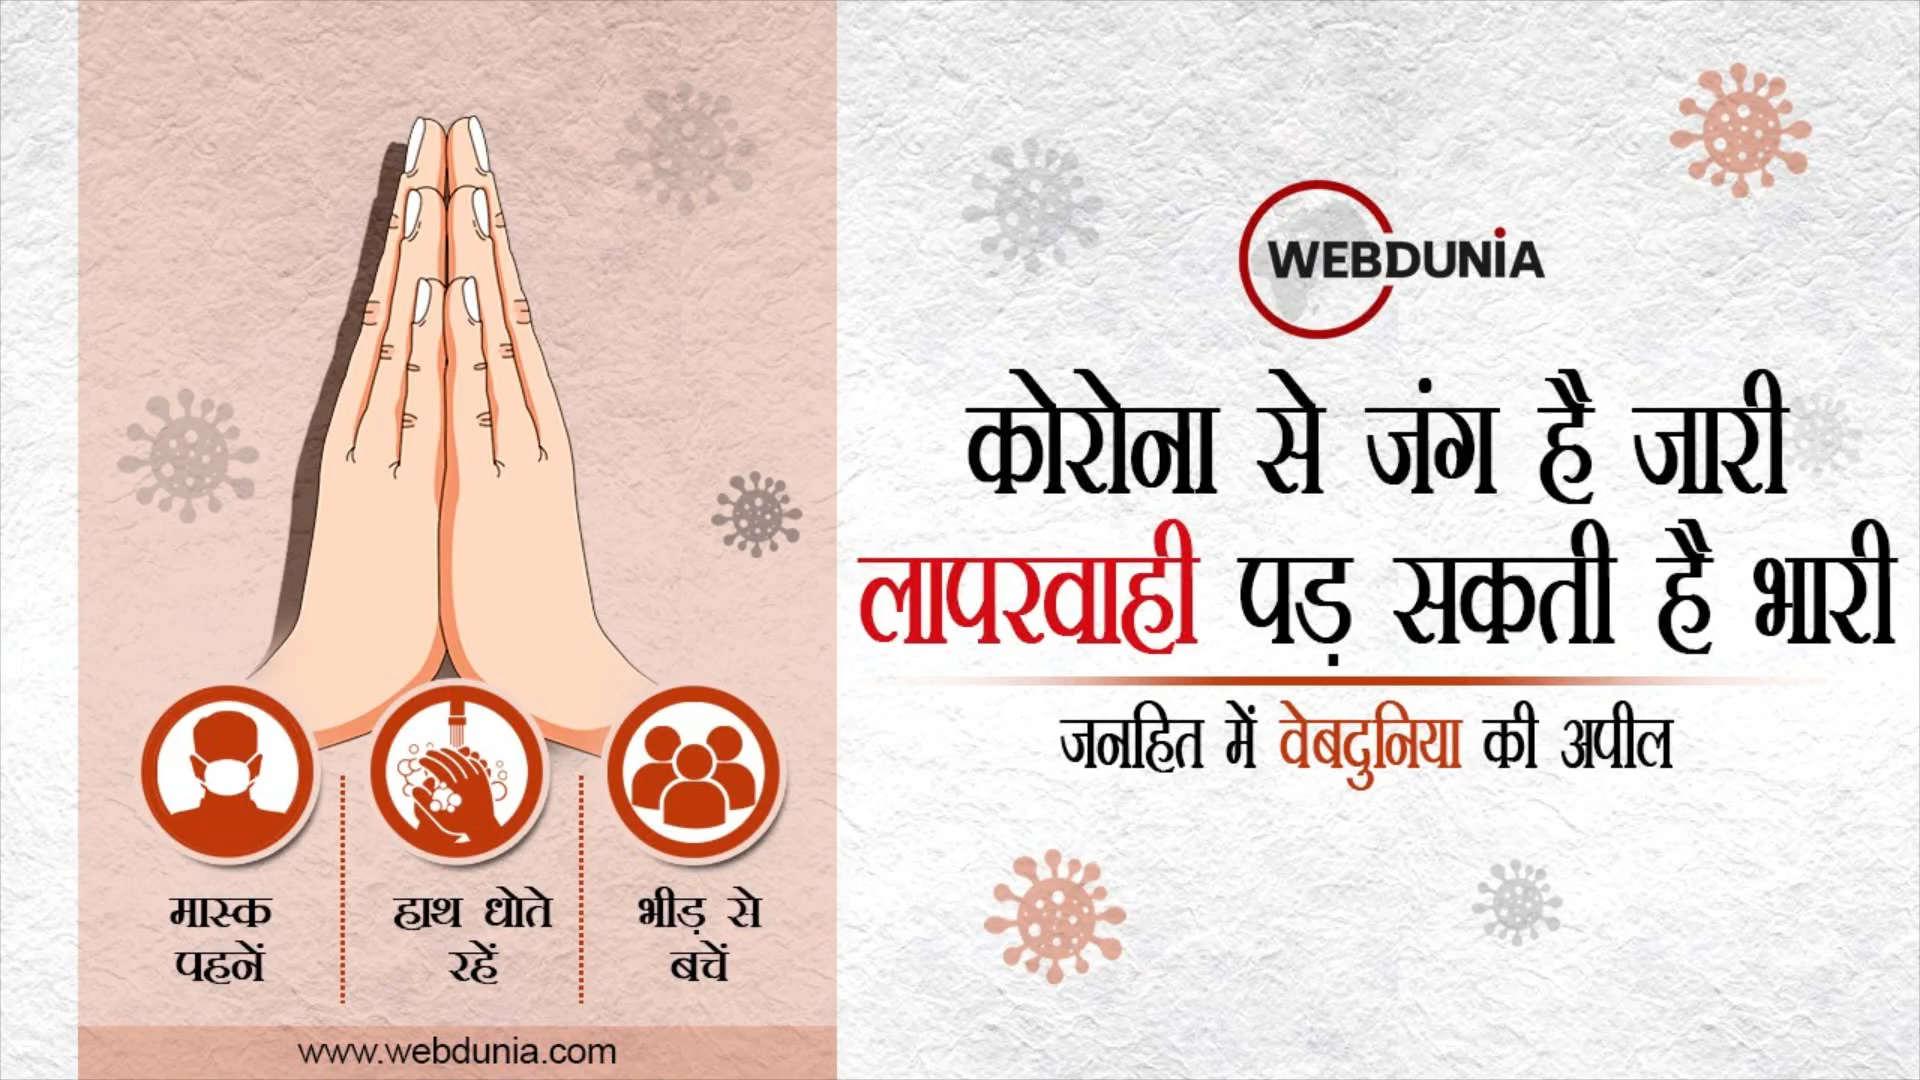 WEBDUNIA
कोरोना से जंग है जारी
लापरवाही पड़ सकती है भारी
जनहित में वेबदुनिया की अपील
मास्क
पहनें
हाथ धोते
रहें
भीड़ से
बचें
www.webdunia.com